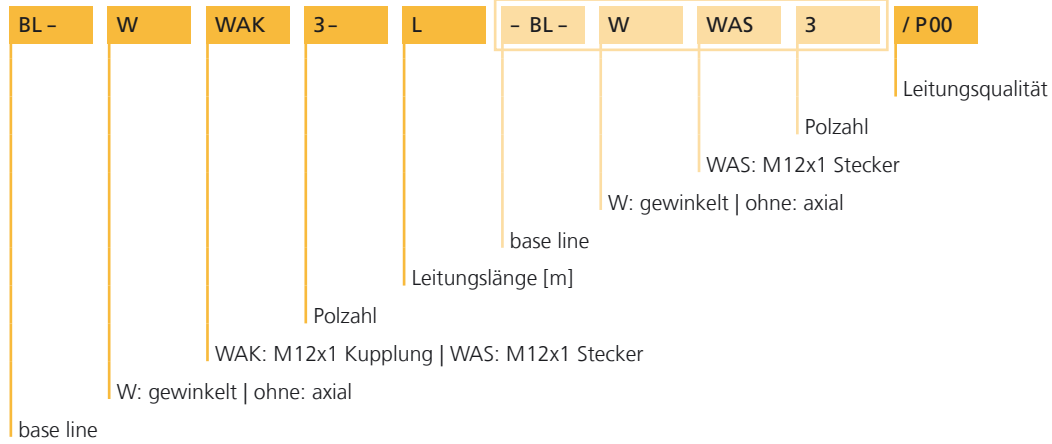 BL – W WAK 3 – L – BL – W WAS 3 / P00
Leitungsqualität
Polzahl
WAS: M12x1 Stecker
W: gewinkelt | ohne: axial
base line
Leitungslänge [m]
Polzahl
WAK: M12x1 Kupplung | WAS: M12x1 Stecker
W: gewinkelt | ohne: axial
base line